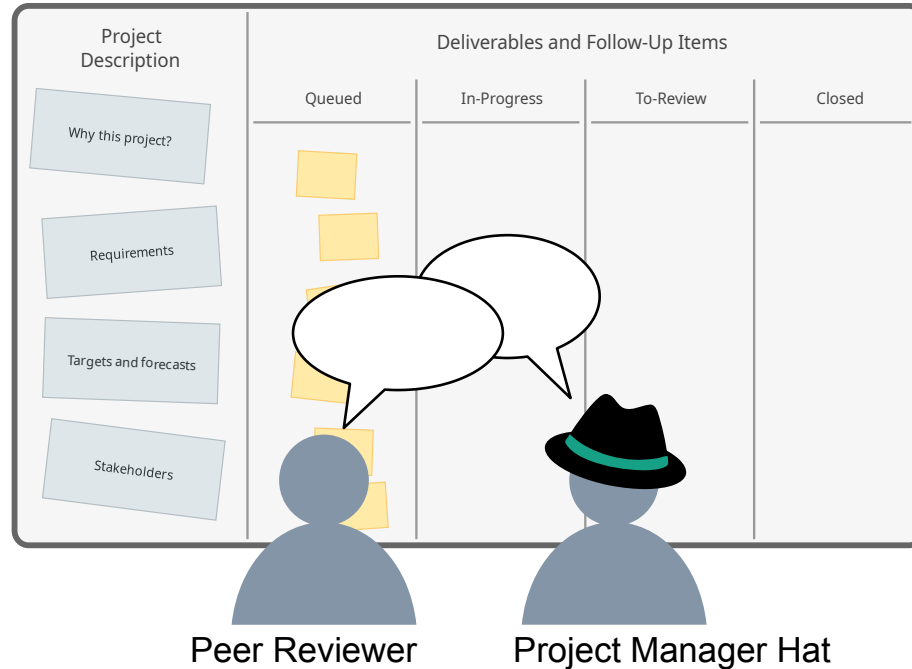 Project
Description
Deliverables and Follow-Up Items
Queued
In-Progress
To-Review
Closed
Why this project?
Requirements
Targets and forecasts
Stakeholders
Peer Reviewer
Project Manager Hat